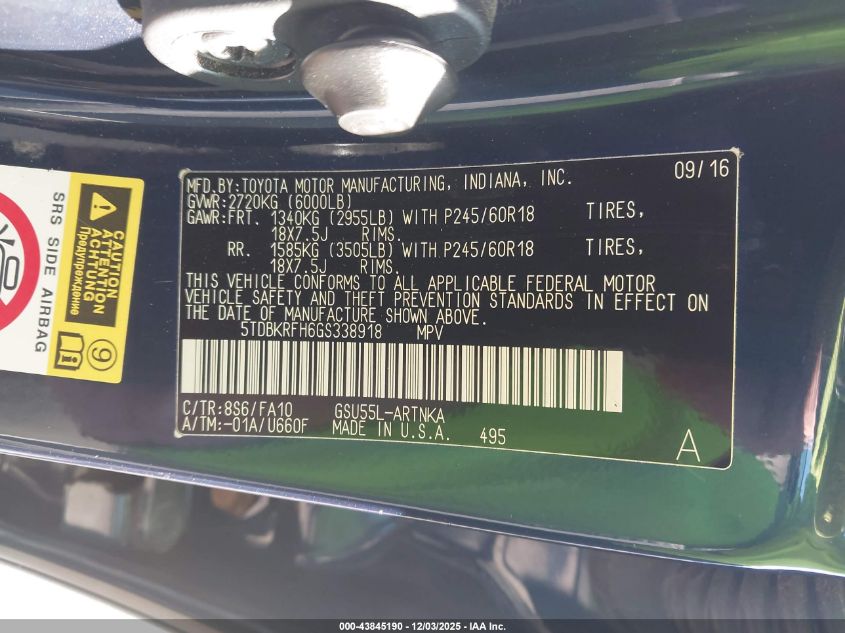 SRS SIDE AIRBAG
CAUTION
ATTENTION
ACHTUNG
Предупреждение
9
MFD.BY:TOYOTA MOTOR MANUFACTURING, INDIANA, INC. 09/16
GVWR:2720KG (6000LB)
GAWR:FRT. 1340KG (2955LB) WITH P245/60R18 TIRES,
18X7.5J RIMS.
RR. 1585KG (3505LB) WITH P245/60R18 TIRES,
18X7.5J RIMS.
THIS VEHICLE CONFORMS TO ALL APPLICABLE FEDERAL MOTOR
VEHICLE SAFETY AND THEFT PREVENTION STANDARDS IN EFFECT ON
THE DATE OF MANUFACTURE SHOWN ABOVE.
5TDBKRFH6GS338918 MPV
C/TR:8S6/FA10 GSU55L-ARTNKA
A/TM:-01A/U660F MADE IN U.S.A. 495
A
000-43845190 - 12/03/2025 - IAA Inc.